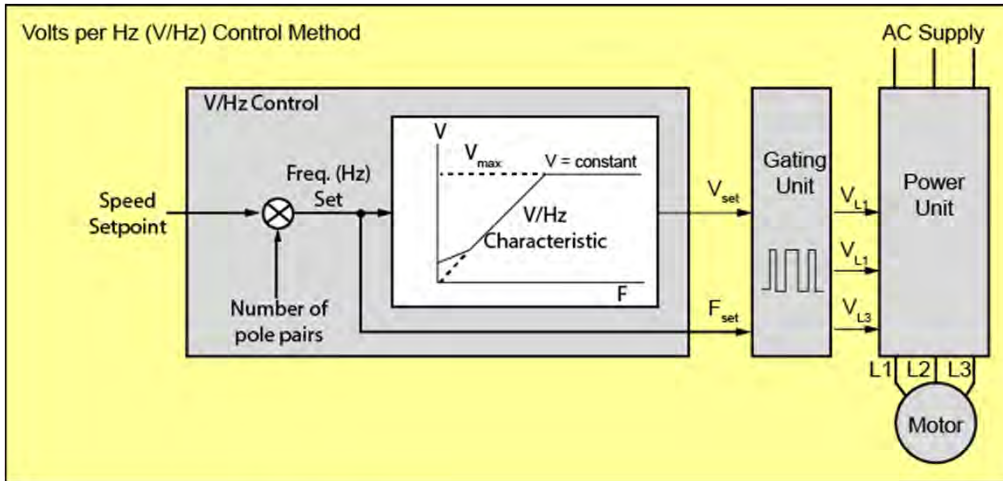 Volts per Hz (V/Hz) Control Method
AC Supply
V/Hz Control
V
Vmax
V = constant
Freq. (Hz)
Set
Speed
Setpoint
V/Hz
Characteristic
F
Number of
pole pairs
Vset
Fset
Gating
Unit
VL1
VL1
VL3
Power
Unit
L1 L2 L3
Motor